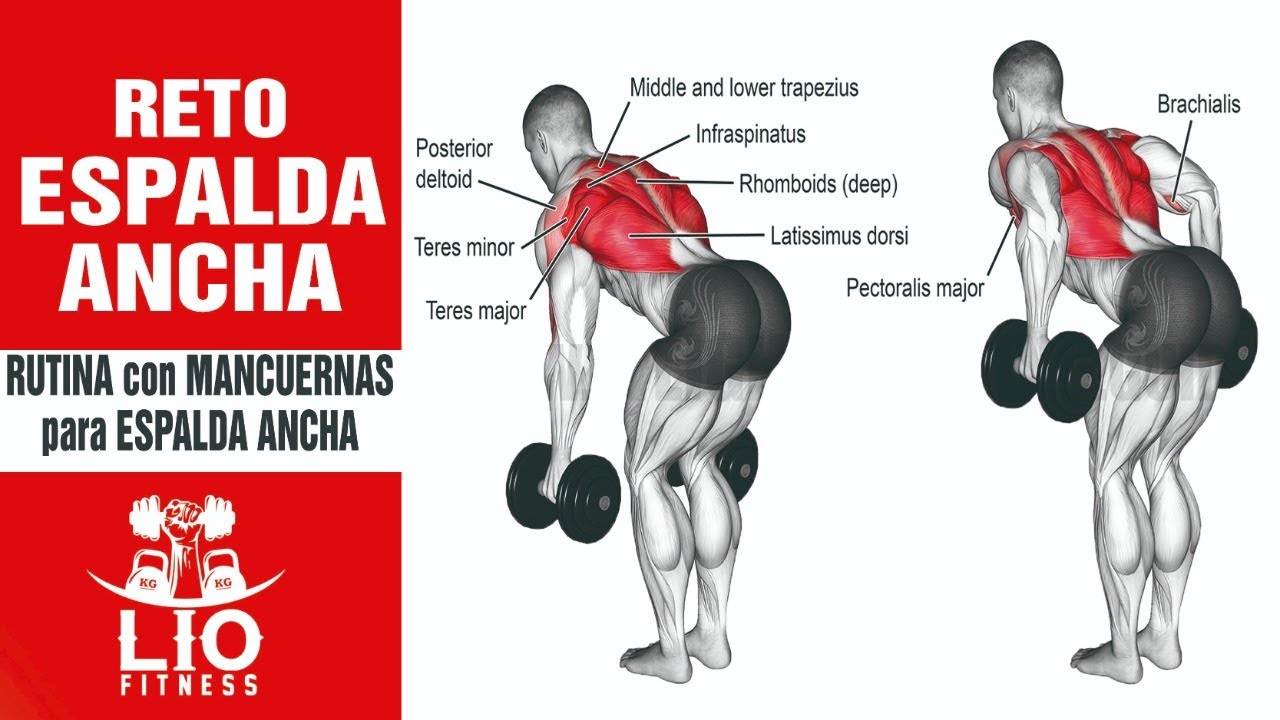 RETO
ESPALDA
ANCHA
RUTINA con MANCUERNAS
para ESPALDA ANCHA
KG
KG
LIO
FITNESS
Middle and lower trapezius
Infraspinatus
Posterior
deltoid
Rhomboids (deep)
Teres minor
Latissimus dorsi
Teres major
Brachialis
Pectoralis major